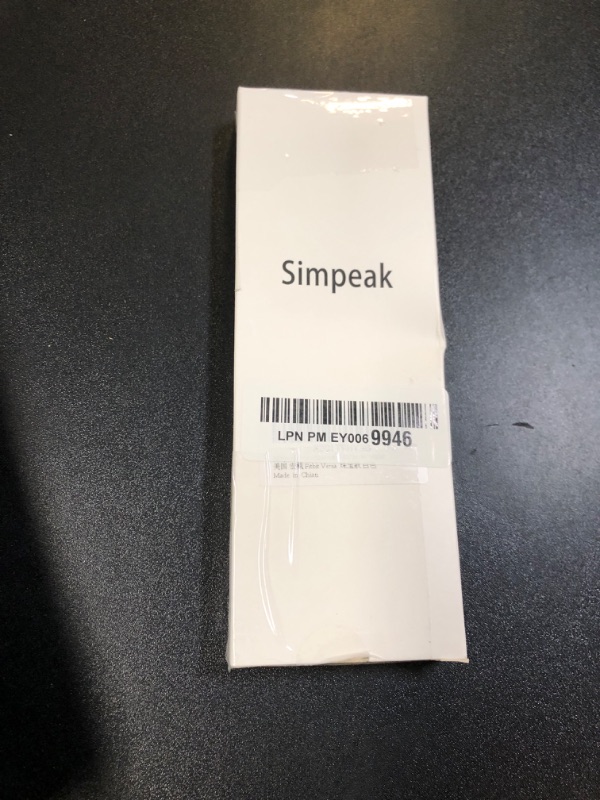 Simpeak
LPN PM EY0069946
Made in China